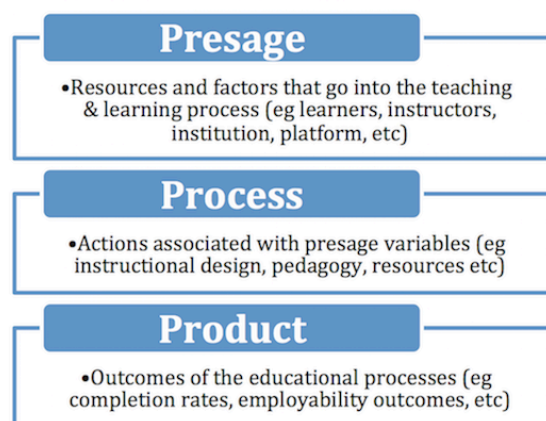 Presage
•Resources and factors that go into the teaching
& learning process (eg learners, instructors,
institution, platform, etc)
Process
•Actions associated with presage variables (eg
instructional design, pedagogy, resources etc)
Product
•Outcomes of the educational processes (eg
completion rates, employability outcomes, etc)